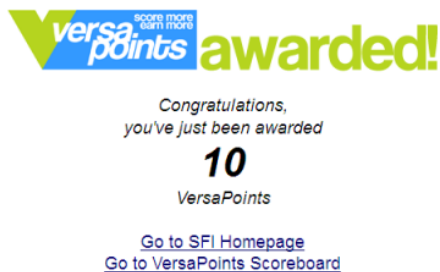 score more
earn more
Versa
points
awarded!
Congratulations,
you've just been awarded
10
VersaPoints
Go to SFI Homepage
Go to VersaPoints Scoreboard